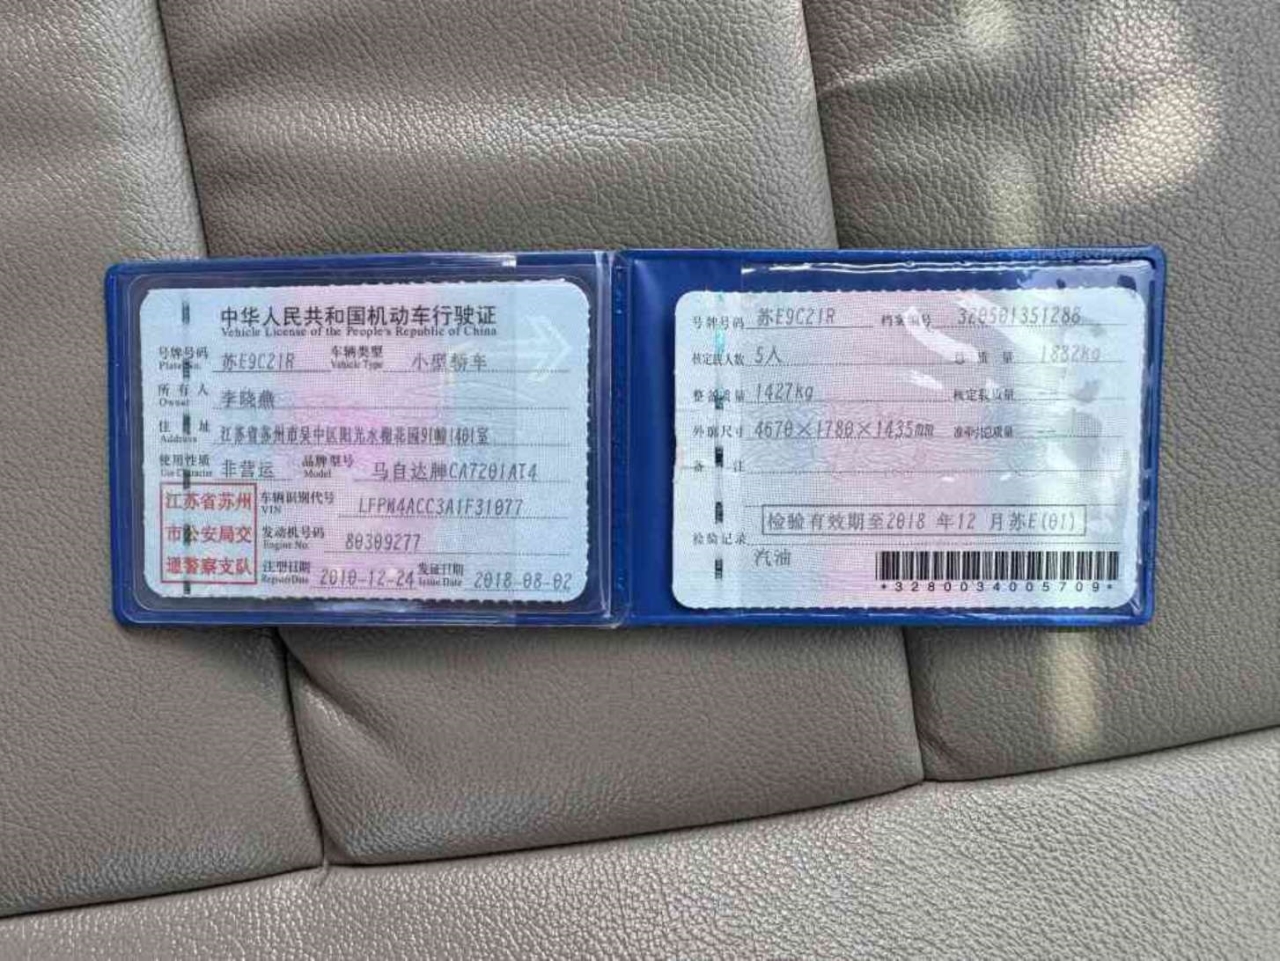 中华人民共和国机动车行驶证
Vehicle License of the People's Republic of China
号牌号码 苏E9C21R 车辆类型 小型轿车
Plate No. Vehicle Type
所有人 李晓燕
Owner
住址 江苏省苏州市吴中区阳光水榭花园91幢1401室
Address
使用性质 非营运 品牌型号 马自达牌CA7201AT4
Use Character Model
江苏省苏州
市公安局交
通警察支队
车辆识别代号 LFPM4ACC3A1F31077
VIN
发动机号码 80309277
Engine No.
注册日期 2010-12-24 发证日期 2018-08-02
Register Date Issue Date
号牌号码 苏E9C21R 档案编号 320501351286
核定载人数 5人 总质量 1882kg
整备质量 1427kg 核定载质量 --
外廓尺寸 4670×1780×1435mm 准牵引总质量 --
备注
检验有效期至2018 年12 月苏E(01)
检验记录
汽油
*3280034005709*